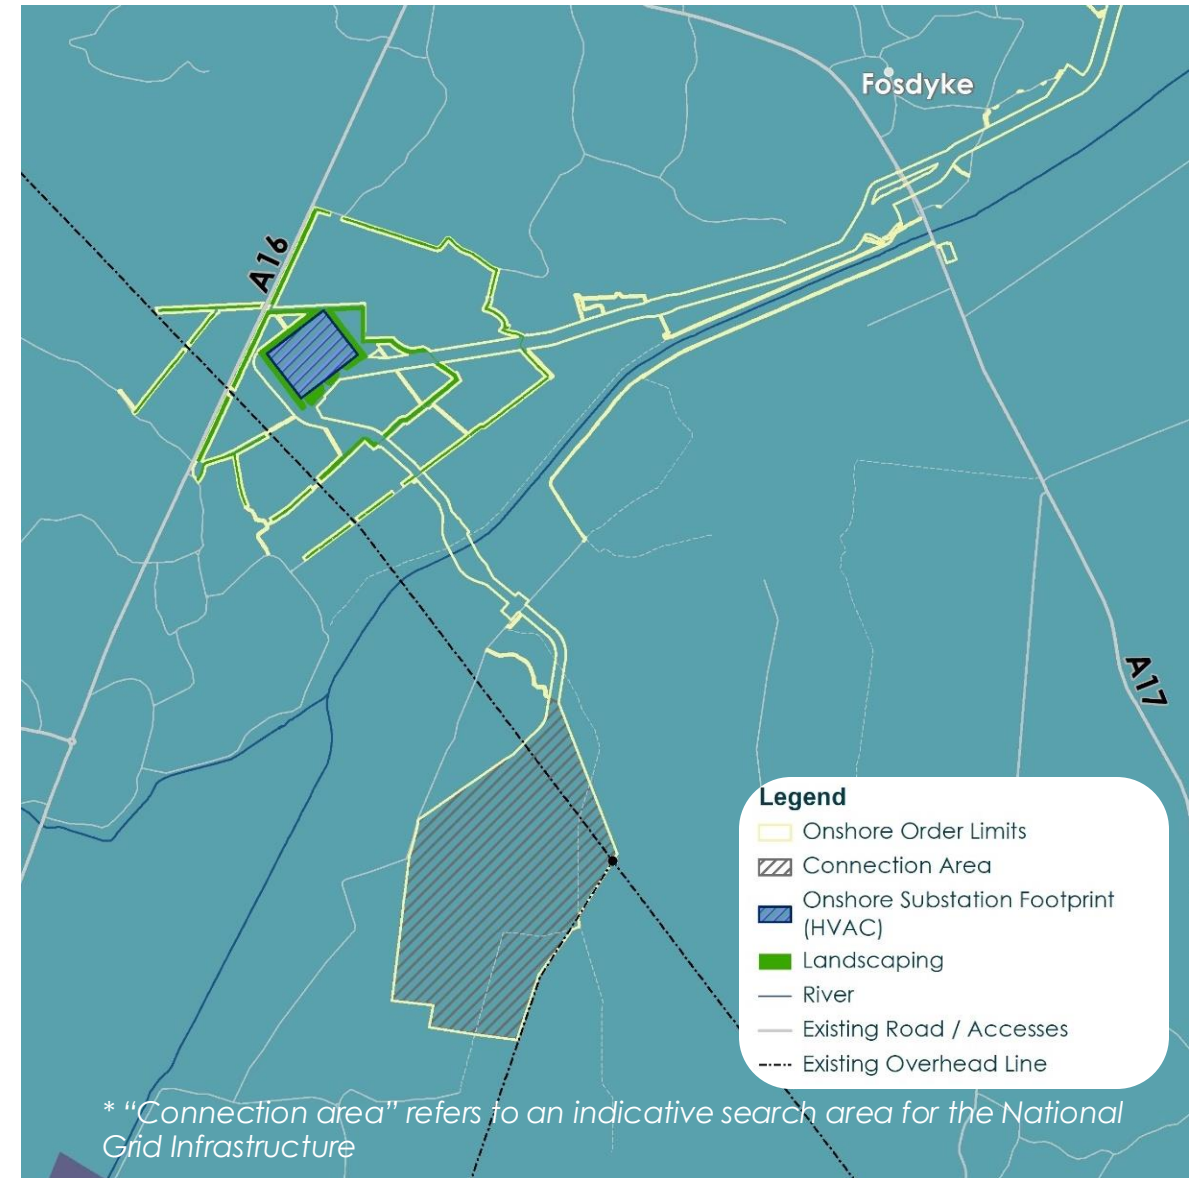 Fosdyke
A16
A17
Legend
Onshore Order Limits
Connection Area
Onshore Substation Footprint
(HVAC)
Landscaping
River
Existing Road / Accesses
Existing Overhead Line
* “Connection area” refers to an indicative search area for the National
Grid Infrastructure